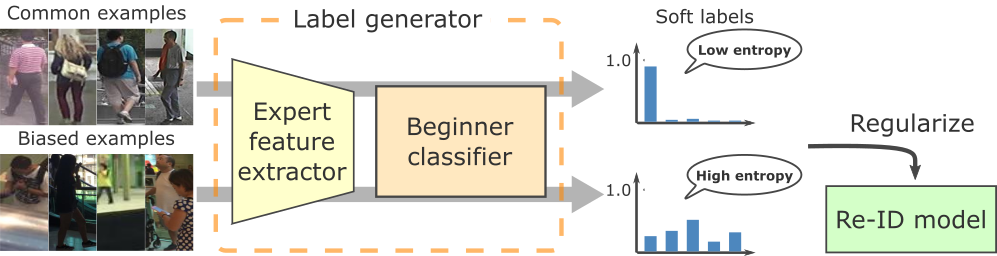 Common examples
Label generator
Soft labels
Low entropy
1.0
Expert
feature
extractor
Beginner
classifier
Biased examples
Regularize
High entropy
1.0
Re-ID model